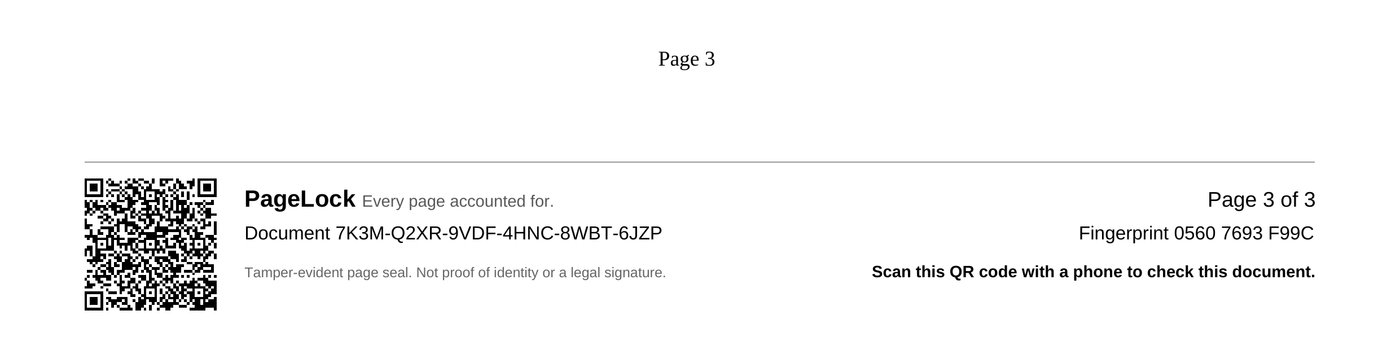 Page 3
PageLock Every page accounted for.
Page 3 of 3
Document 7K3M-Q2XR-9VDF-4HNC-8WBT-6JZP
Fingerprint 0560 7693 F99C
Tamper-evident page seal. Not proof of identity or a legal signature.
Scan this QR code with a phone to check this document.